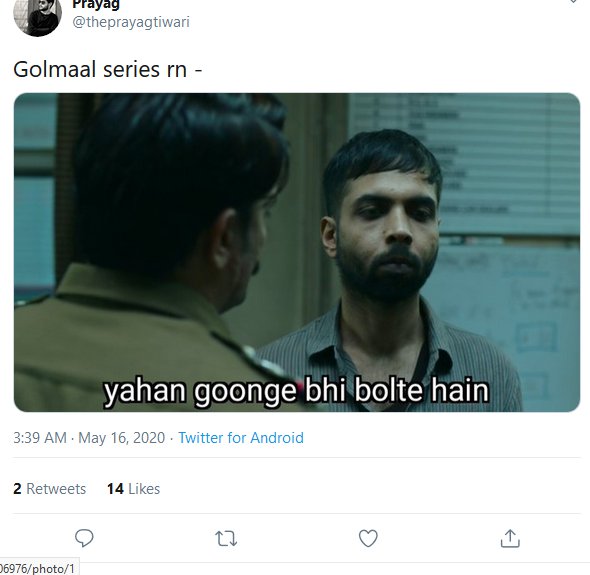 Prayag
@theprayagtiwari
Golmaal series rn -
yahan goonge bhi bolte hain
3:39 AM · May 16, 2020 · Twitter for Android
2 Retweets 14 Likes
06976/photo/1